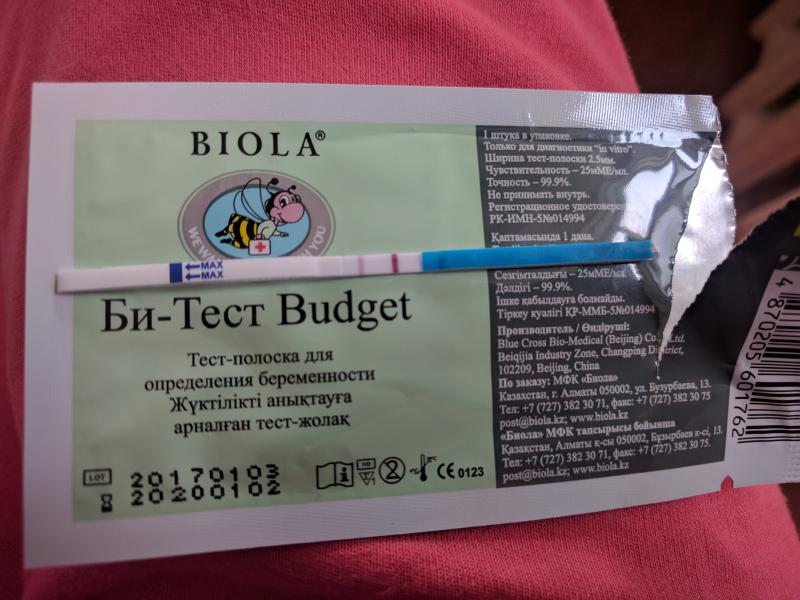 BIOLA®
WE W
H YOU
MAX
MAX
Би-Тест Budget
Тест-полоска для
определения беременности
Жүктілікті анықтауға
арналған тест-жолақ
LOT 20170103
20200102
CE 0123
1 штука в упаковке.
Только для диагностики "in vitro".
Ширина тест-полоски 2.5мм.
Чувствительность – 25мМЕ/мл.
Точность – 99.9%.
Не принимать внутрь.
Регистрационное удостоверен
РК-ИМН-5№014994
Қаптамасында 1 дана.
Сезімталдығы – 25мМЕ/мл.
Дәлдігі – 99.9%.
Ішке қабылдауға болмайды.
Тіркеу куәлігі ҚР-ММБ-5№014994
Производитель / Өндіруші:
Blue Cross Bio-Medical (Beijing) Co., Ltd.
Beiqijia Industry Zone, Changping District,
102209, Beijing, China
По заказу: МФК «Биола»
Казахстан, г. Алматы 050002, ул. Бузурбаева, 13.
Тел: +7 (727) 382 30 71, факс: +7 (727) 382 30 75
post@biola.kz; www.biola.kz
«Биола» МФК тапсырысы бойынша
Қазақстан, Алматы қ-сы 050002, Бұзырбаев к-сі, 13.
Тел: +7 (727) 382 30 71, факс: +7 (727) 382 30 75.
post@biola.kz; www.biola.kz
4 870205 601762